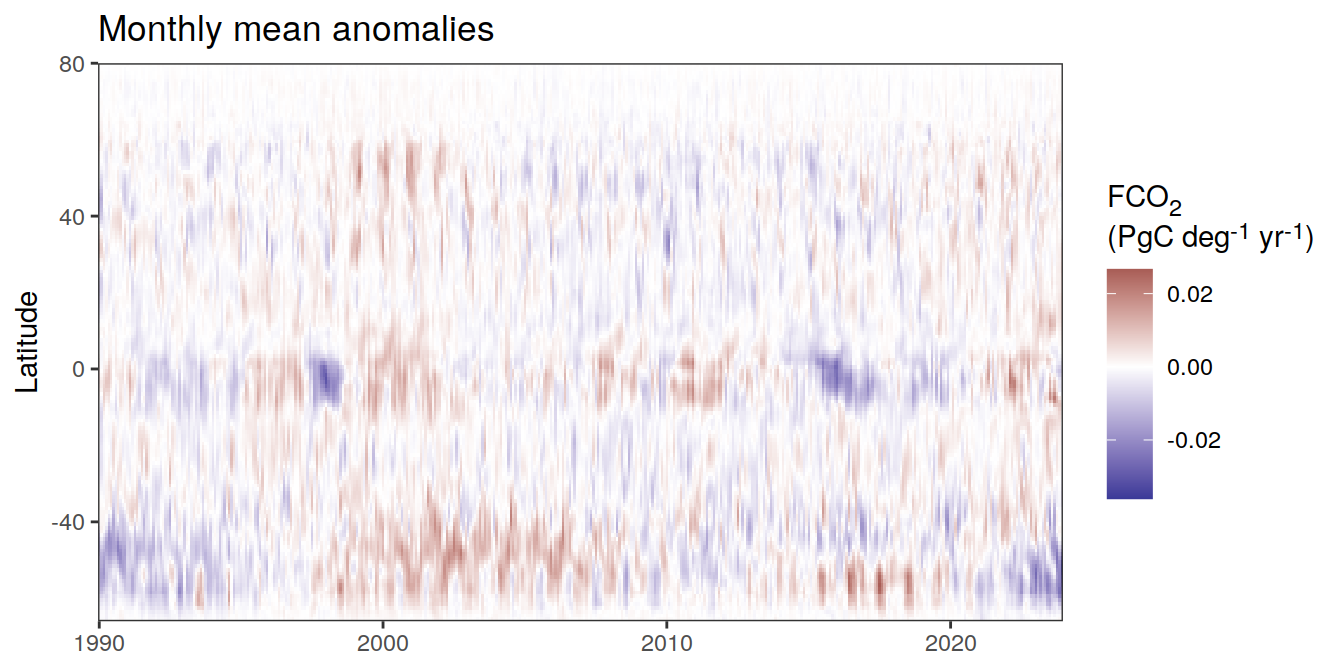 Monthly mean anomalies
80
40
0
-40
Latitude
1990
2000
2010
2020
FCO₂
(PgC deg⁻¹ yr⁻¹)
0.02
0.00
-0.02